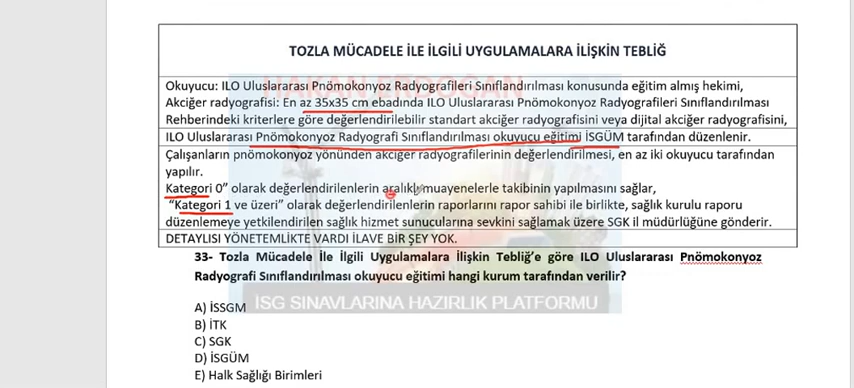 TOZLA MÜCADELE İLE İLGİLİ UYGULAMALARA İLİŞKİN TEBLİĞ
HAKAN ERDOĞAN
Okuyucu: ILO Uluslararası Pnömokonyoz Radyografileri Sınıflandırılması konusunda eğitim almış hekimi,
Akciğer radyografisi: En az 35x35 cm ebadında ILO Uluslararası Pnömokonyoz Radyografileri Sınıflandırılması
Rehberindeki kriterlere göre değerlendirilebilir standart akciğer radyografisini veya dijital akciğer radyografisini,
ILO Uluslararası Pnömokonyoz Radyografi Sınıflandırılması okuyucu eğitimi İSGÜM tarafından düzenlenir.
Çalışanların pnömokonyoz yönünden akciğer radyografilerinin değerlendirilmesi, en az iki okuyucu tarafından
yapılır.
Kategori 0” olarak değerlendirilenlerin aralıklı muayenelerle takibinin yapılmasını sağlar,
“Kategori 1 ve üzeri” olarak değerlendirilenlerin raporlarını rapor sahibi ile birlikte, sağlık kurulu raporu
düzenlemeye yetkilendirilen sağlık hizmet sunucularına sevkini sağlamak üzere SGK il müdürlüğüne gönderir.
DETAYLISI YÖNETEMLİKTE VARDI İLAVE BİR ŞEY YOK.
33- Tozla Mücadele İle İlgili Uygulamalara İlişkin Tebliğ’e göre ILO Uluslararası Pnömokonyoz
Radyografi Sınıflandırılması okuyucu eğitimi hangi kurum tarafından verilir?
İSG SINAVLARINA HAZIRLIK PLATFORMU
A) İSSGM
B) İTK
C) SGK
D) İSGÜM
E) Halk Sağlığı Birimleri